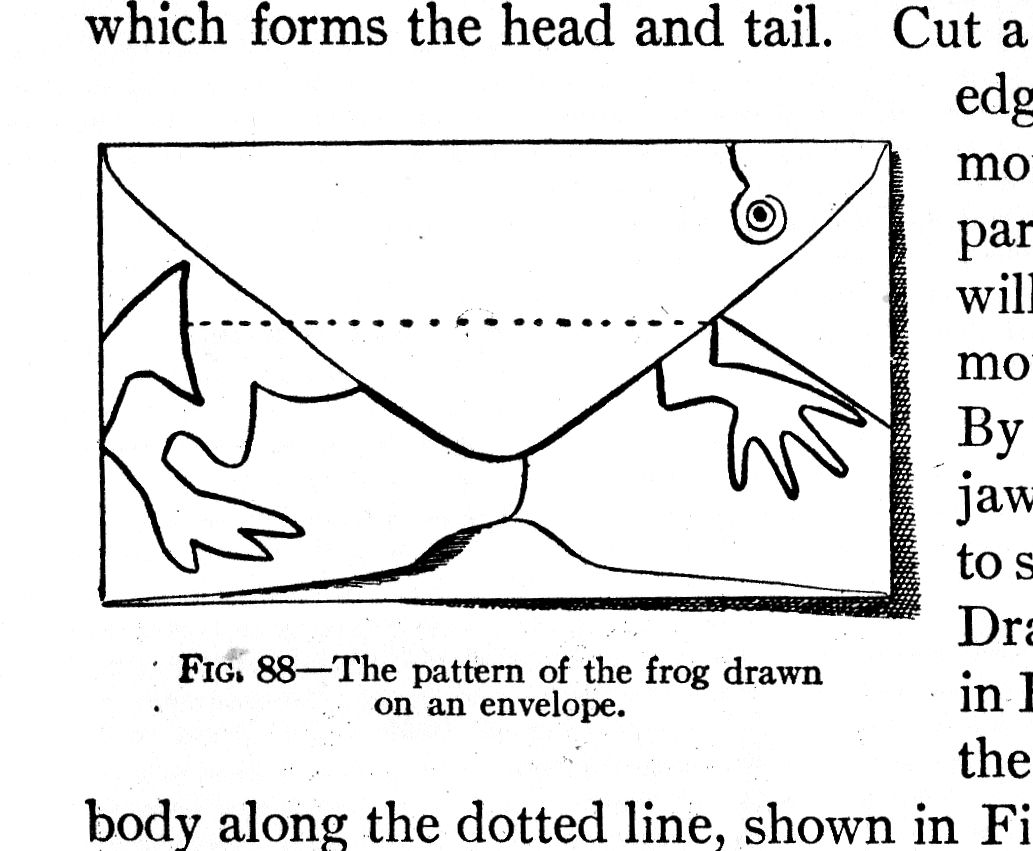 which forms the head and tail. Cut a
edg
mo
par
will
mo
By
jaw
to s
Dra
in
the
FIG. 88—The pattern of the frog drawn
on an envelope.
body along the dotted line, shown in Fi